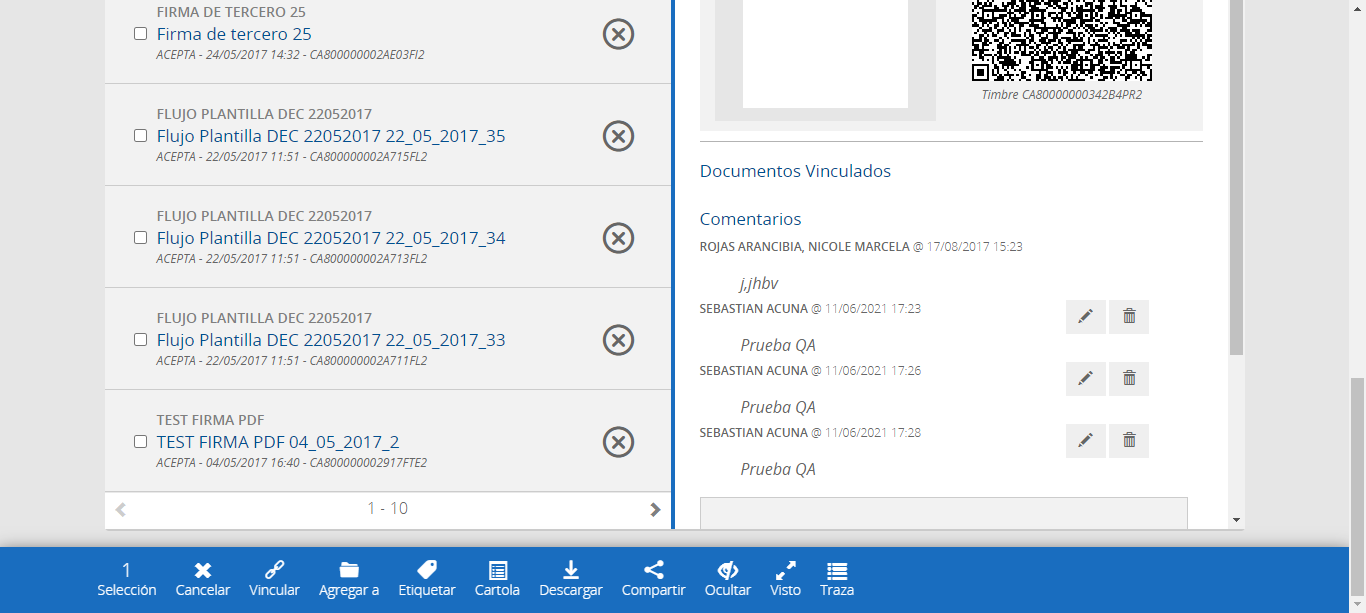 FIRMA DE TERCERO 25
Firma de tercero 25
ACEPTA - 24/05/2017 14:32 - CA800000002AE03FI2
FLUJO PLANTILLA DEC 22052017
Flujo Plantilla DEC 22052017 22_05_2017_35
ACEPTA - 22/05/2017 11:51 - CA800000002A715FL2
FLUJO PLANTILLA DEC 22052017
Flujo Plantilla DEC 22052017 22_05_2017_34
ACEPTA - 22/05/2017 11:51 - CA800000002A713FL2
FLUJO PLANTILLA DEC 22052017
Flujo Plantilla DEC 22052017 22_05_2017_33
ACEPTA - 22/05/2017 11:51 - CA800000002A711FL2
TEST FIRMA PDF
TEST FIRMA PDF 04_05_2017_2
ACEPTA - 04/05/2017 16:40 - CA800000002917FTE2
1 - 10
Timbre CA80000000342B4PR2
Documentos Vinculados
Comentarios
ROJAS ARANCIBIA, NICOLE MARCELA @ 17/08/2017 15:23
j,jhbv
SEBASTIAN ACUNA @ 11/06/2021 17:23
Prueba QA
SEBASTIAN ACUNA @ 11/06/2021 17:26
Prueba QA
SEBASTIAN ACUNA @ 11/06/2021 17:28
Prueba QA
1
Selección
Cancelar
Vincular
Agregar a
Etiquetar
Cartola
Descargar
Compartir
Ocultar
Visto
Traza